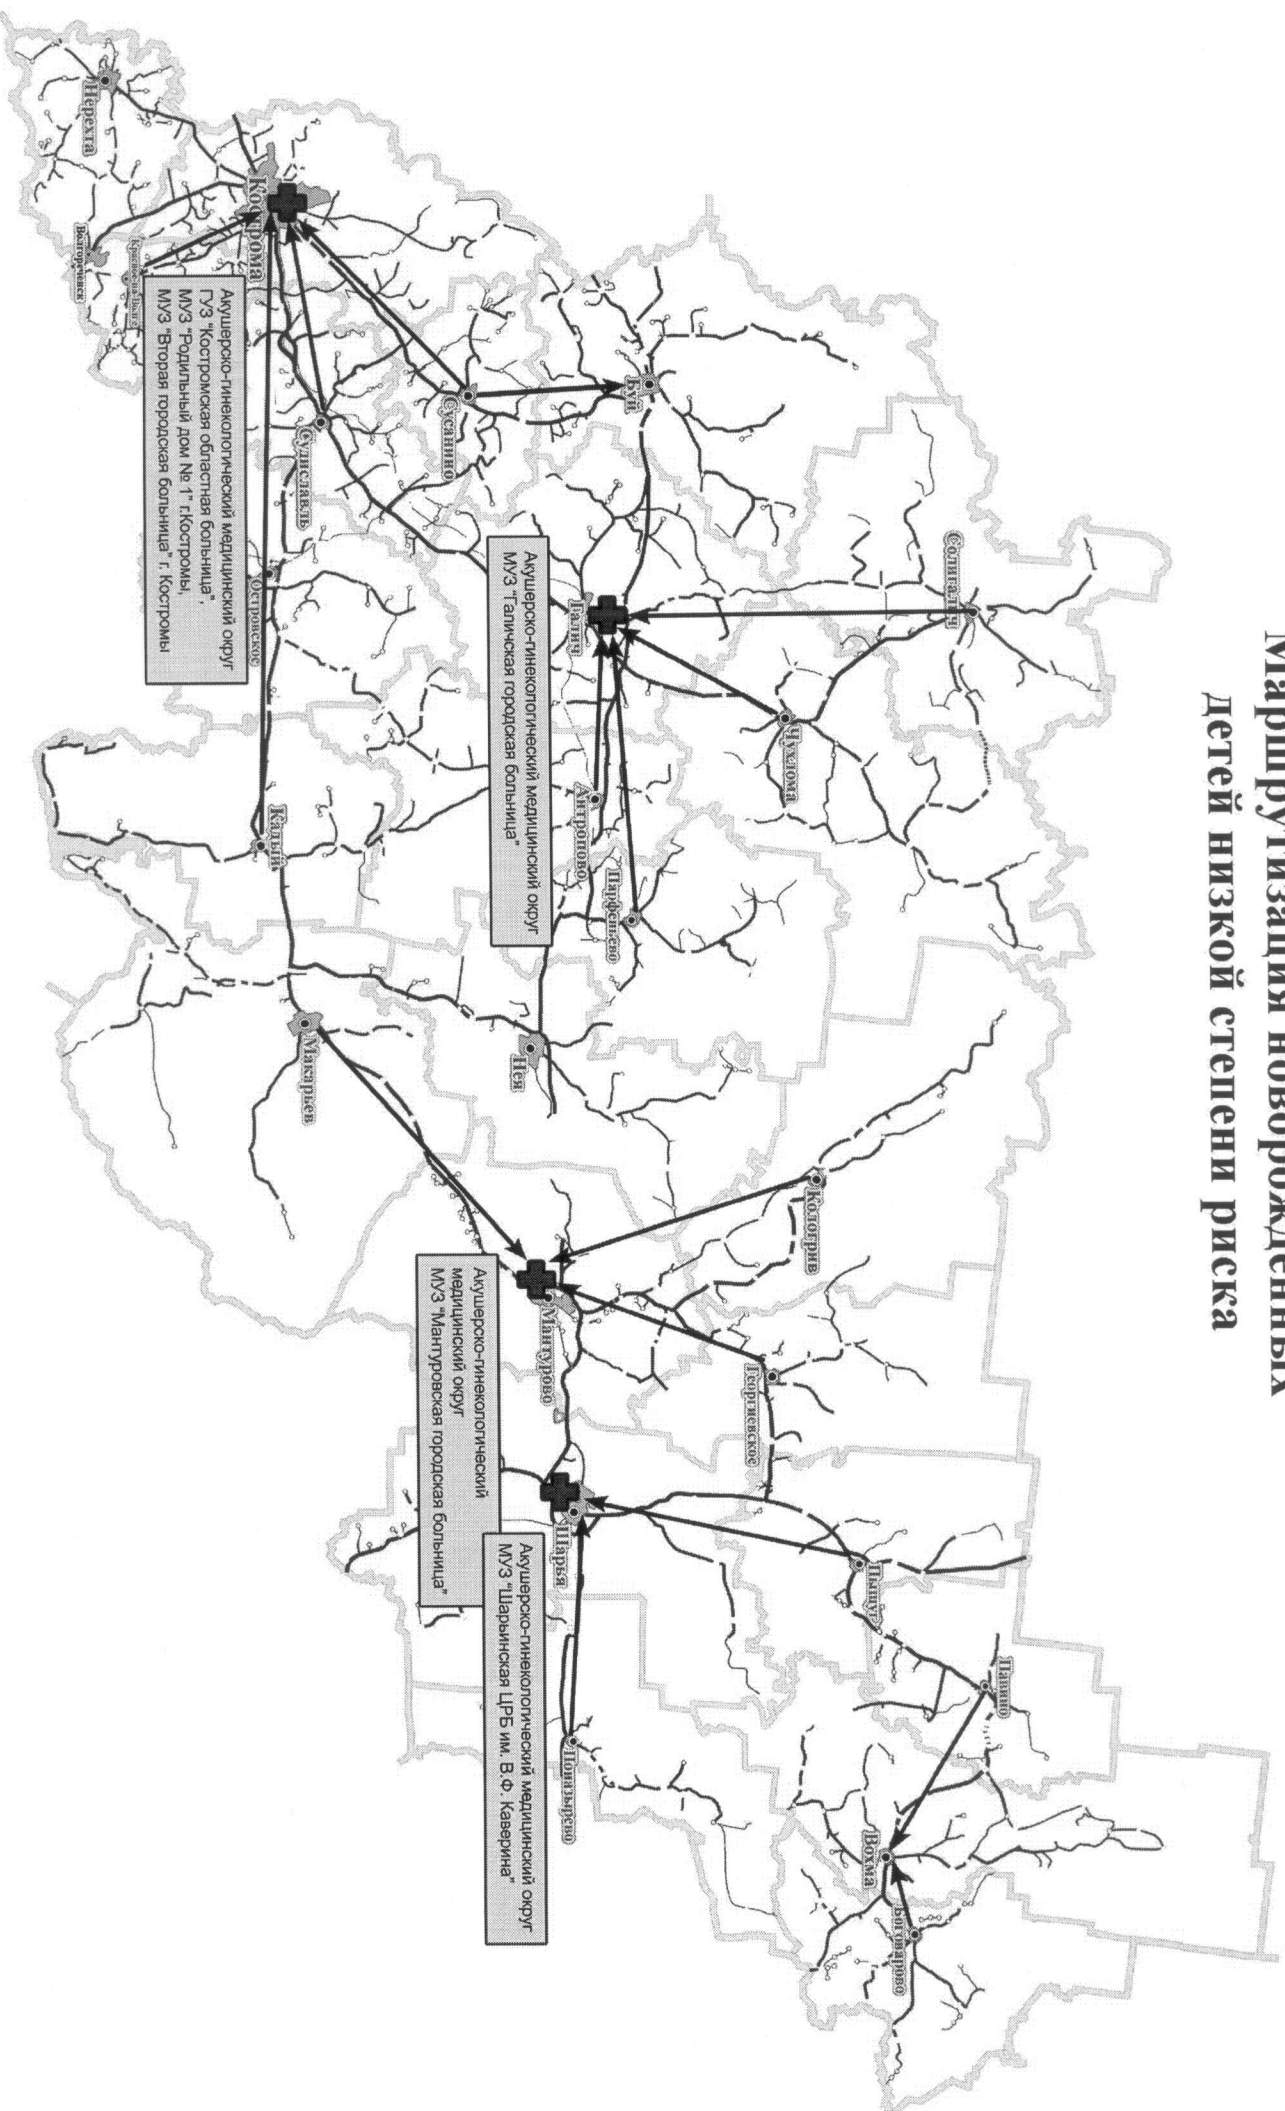 Маршрутизация новорожденных
детей низкой степени риска
Солигалич
Чухлома
Буй
Галич
Антропово
Парфеньево
Сусанино
Судиславль
Кострома
Нерехта
Волгореченск
Красное-на-Волге
Островское
Кадый
Макарьев
Нея
Кологрив
Мантурово
Георгиевское
Шарья
Пыщуг
Павино
Вохма
Боговарово
Поназырево
Акушерско-гинекологический медицинский округ
ГУЗ "Костромская областная больница",
МУЗ "Родильный дом № 1" г.Костромы,
МУЗ "Вторая городская больница" г. Костромы
Акушерско-гинекологический медицинский округ
МУЗ "Галичская городская больница"
Акушерско-гинекологический
медицинский округ
МУЗ "Мантуровская городская больница"
Акушерско-гинекологический медицинский округ
МУЗ "Шарьинская ЦРБ им. В.Ф. Каверина"